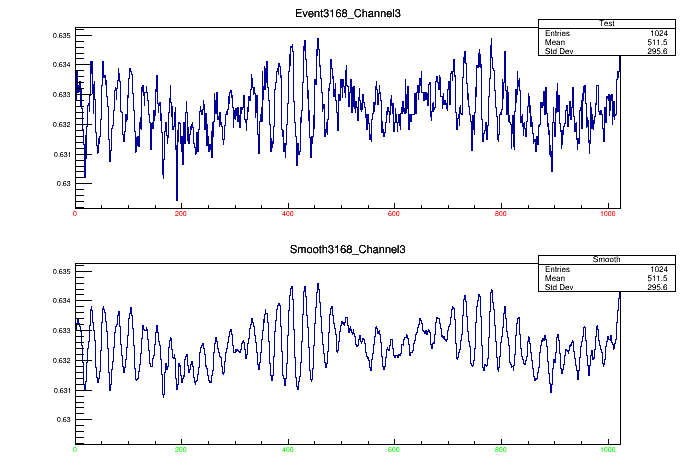 Event3168_Channel3
Test
Entries 1024
Mean 511.5
Std Dev 295.6
0.635
0.634
0.633
0.632
0.631
0.63
0 200 400 600 800 1000
Smooth3168_Channel3
Smooth
Entries 1024
Mean 511.5
Std Dev 295.6
0.635
0.634
0.633
0.632
0.631
0.63
0 200 400 600 800 1000